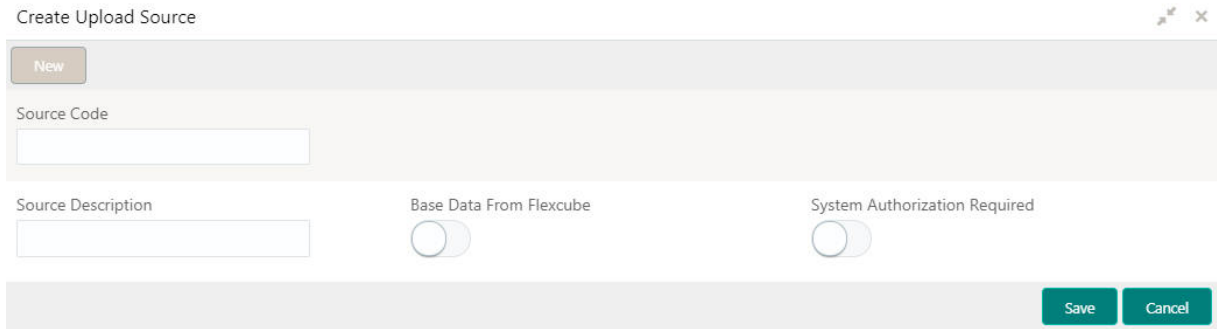 Create Upload Source
New
Source Code
Source Description Base Data From Flexcube System Authorization Required
Save Cancel